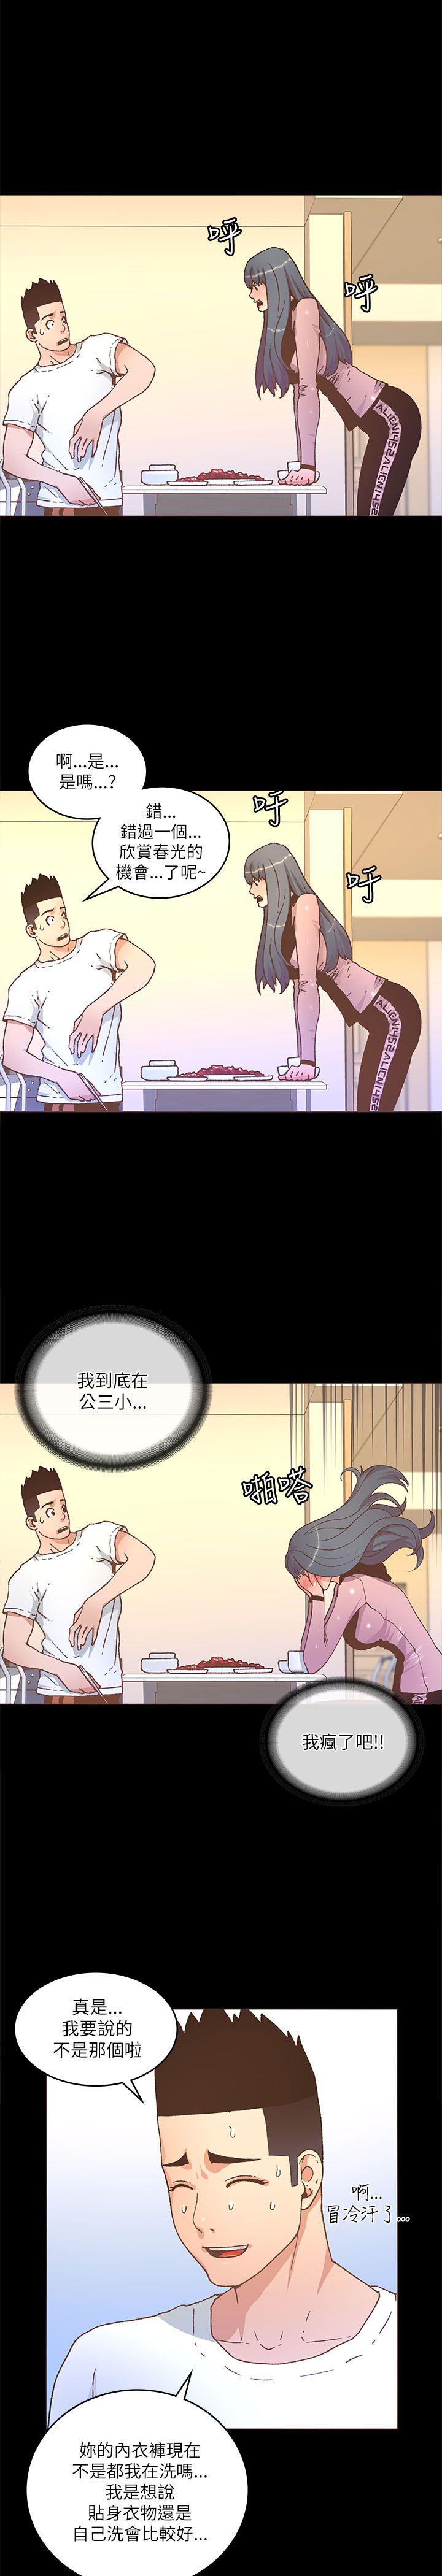 呼
呼
ALIEN1452ALIEN1452
啊...是...
是嗎...?
錯...
錯過一個...
欣賞春光的
機會...了呢~
吁
吁
ALIEN1452ALIEN1452
我到底在
公三小...
啪嗒
我瘋了吧!!
真是...
我要說的
不是那個啦
啊...
冒冷汗了...
妳的內衣褲現在
不是都我在洗嗎...
我是想說
貼身衣物還是
自己洗會比較好...